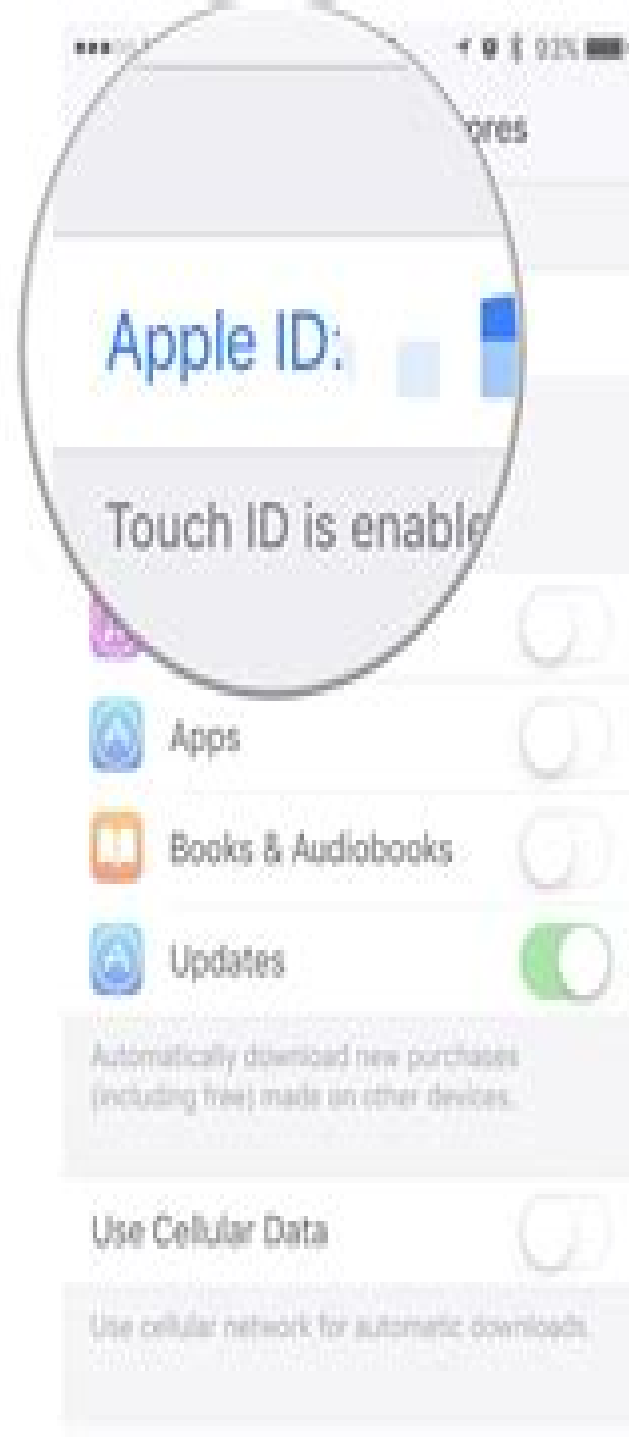 93%
ores
Apple ID:
Touch ID is enable
Apps
Books & Audiobooks
Updates
Automatically download new purchases
(including free) made on other devices.
Use Cellular Data
Use cellular network for automatic downloads.